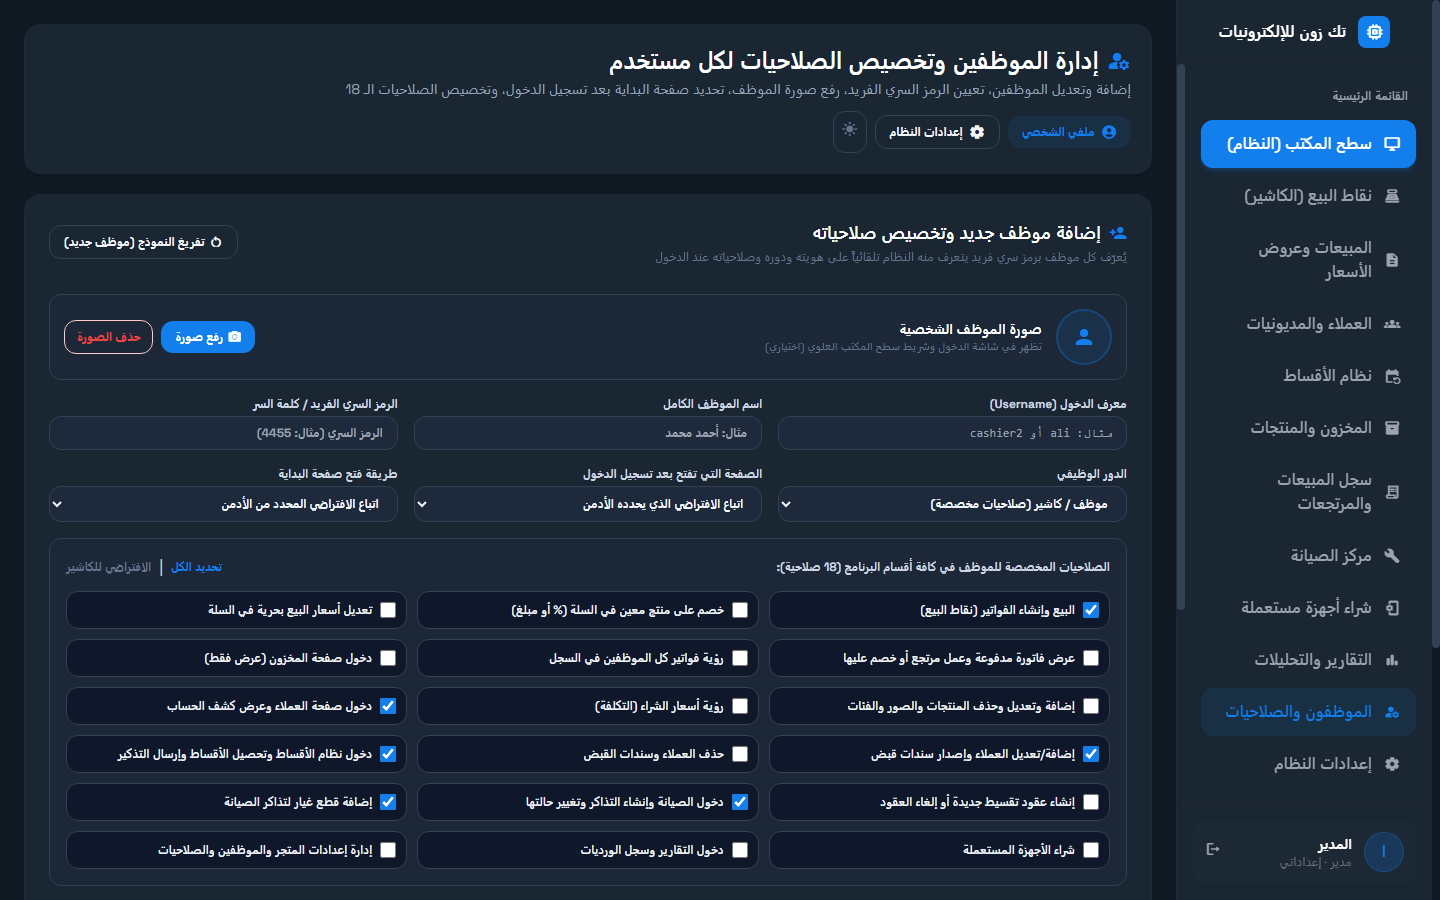 تك زون للإلكترونيات
القائمة الرئيسية
سطح المكتب (النظام)
نقاط البيع (الكاشير)
المبيعات وعروض
الأسعار
العملاء والمديونيات
نظام الأقساط
المخزون والمنتجات
سجل المبيعات
والمرتجعات
مركز الصيانة
شراء أجهزة مستعملة
التقارير والتحليلات
الموظفون والصلاحيات
إعدادات النظام
ا
المدير
مدير · إعداداتي
إدارة الموظفين وتخصيص الصلاحيات لكل مستخدم
إضافة وتعديل الموظفين، تعيين الرمز السري الفريد، رفع صورة الموظف، تحديد صفحة البداية بعد تسجيل الدخول، وتخصيص الصلاحيات الـ 18
ملفي الشخصي
إعدادات النظام
إضافة موظف جديد وتخصيص صلاحياته
يُعرّف كل موظف برمز سري فريد يتعرف منه النظام تلقائياً على هويته ودوره وصلاحياته عند الدخول
تفريغ النموذج (موظف جديد)
صورة الموظف الشخصية
تظهر في شاشة الدخول وشريط سطح المكتب العلوي (اختياري)
رفع صورة
حذف الصورة
معرف الدخول (Username)
اسم الموظف الكامل
الرمز السري الفريد / كلمة السر
مثال: ali أو cashier2
مثال: أحمد محمد
الرمز السري (مثال: 4455)
الدور الوظيفي
الصفحة التي تفتح بعد تسجيل الدخول
طريقة فتح صفحة البداية
موظف / كاشير (صلاحيات مخصصة)
اتباع الافتراضي الذي يحدده الأدمن
اتباع الافتراضي المحدد من الأدمن
الصلاحيات المخصصة للموظف في كافة أقسام البرنامج (18 صلاحية):
تحديد الكل | الافتراضي للكاشير
البيع وإنشاء الفواتير (نقاط البيع)
خصم على منتج معين في السلة (% أو مبلغ)
تعديل أسعار البيع بحرية في السلة
عرض فاتورة مدفوعة وعمل مرتجع أو خصم عليها
رؤية فواتير كل الموظفين في السجل
دخول صفحة المخزون (عرض فقط)
إضافة وتعديل وحذف المنتجات والصور والفئات
رؤية أسعار الشراء (التكلفة)
دخول صفحة العملاء وعرض كشف الحساب
إضافة/تعديل العملاء وإصدار سندات قبض
حذف العملاء وسندات القبض
دخول نظام الأقساط وتحصيل الأقساط وإرسال التذكير
إنشاء عقود تقسيط جديدة أو إلغاء العقود
دخول الصيانة وإنشاء التذاكر وتغيير حالتها
إضافة قطع غيار لتذاكر الصيانة
شراء الأجهزة المستعملة
دخول التقارير وسجل الورديات
إدارة إعدادات المتجر والموظفين والصلاحيات